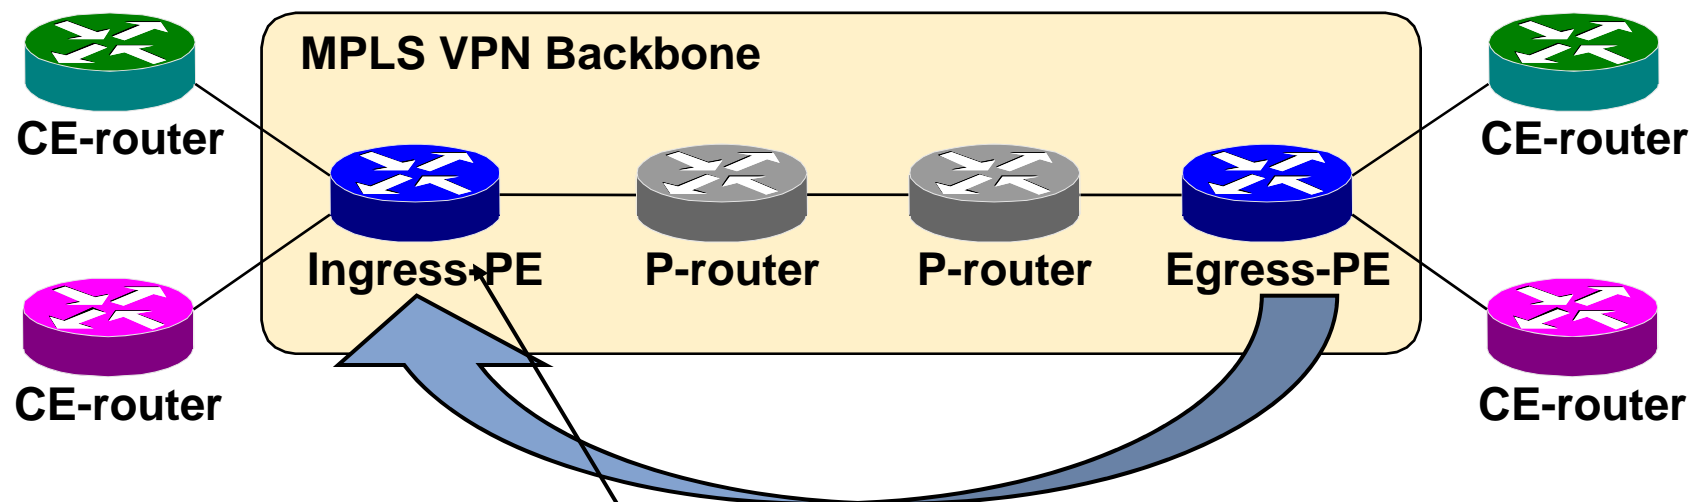 MPLS VPN Backbone
CE-router
CE-router
Ingress-PE
P-router
P-router
Egress-PE
CE-router
CE-router